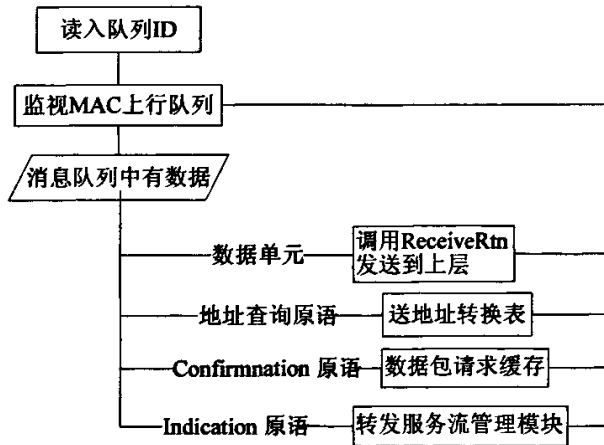 读入队列ID
监视MAC上行队列
消息队列中有数据
数据单元
调用ReceiveRtn
发送到上层
地址查询原语
送地址转换表
Confirmnation 原语
数据包请求缓存
Indication 原语
转发服务流管理模块